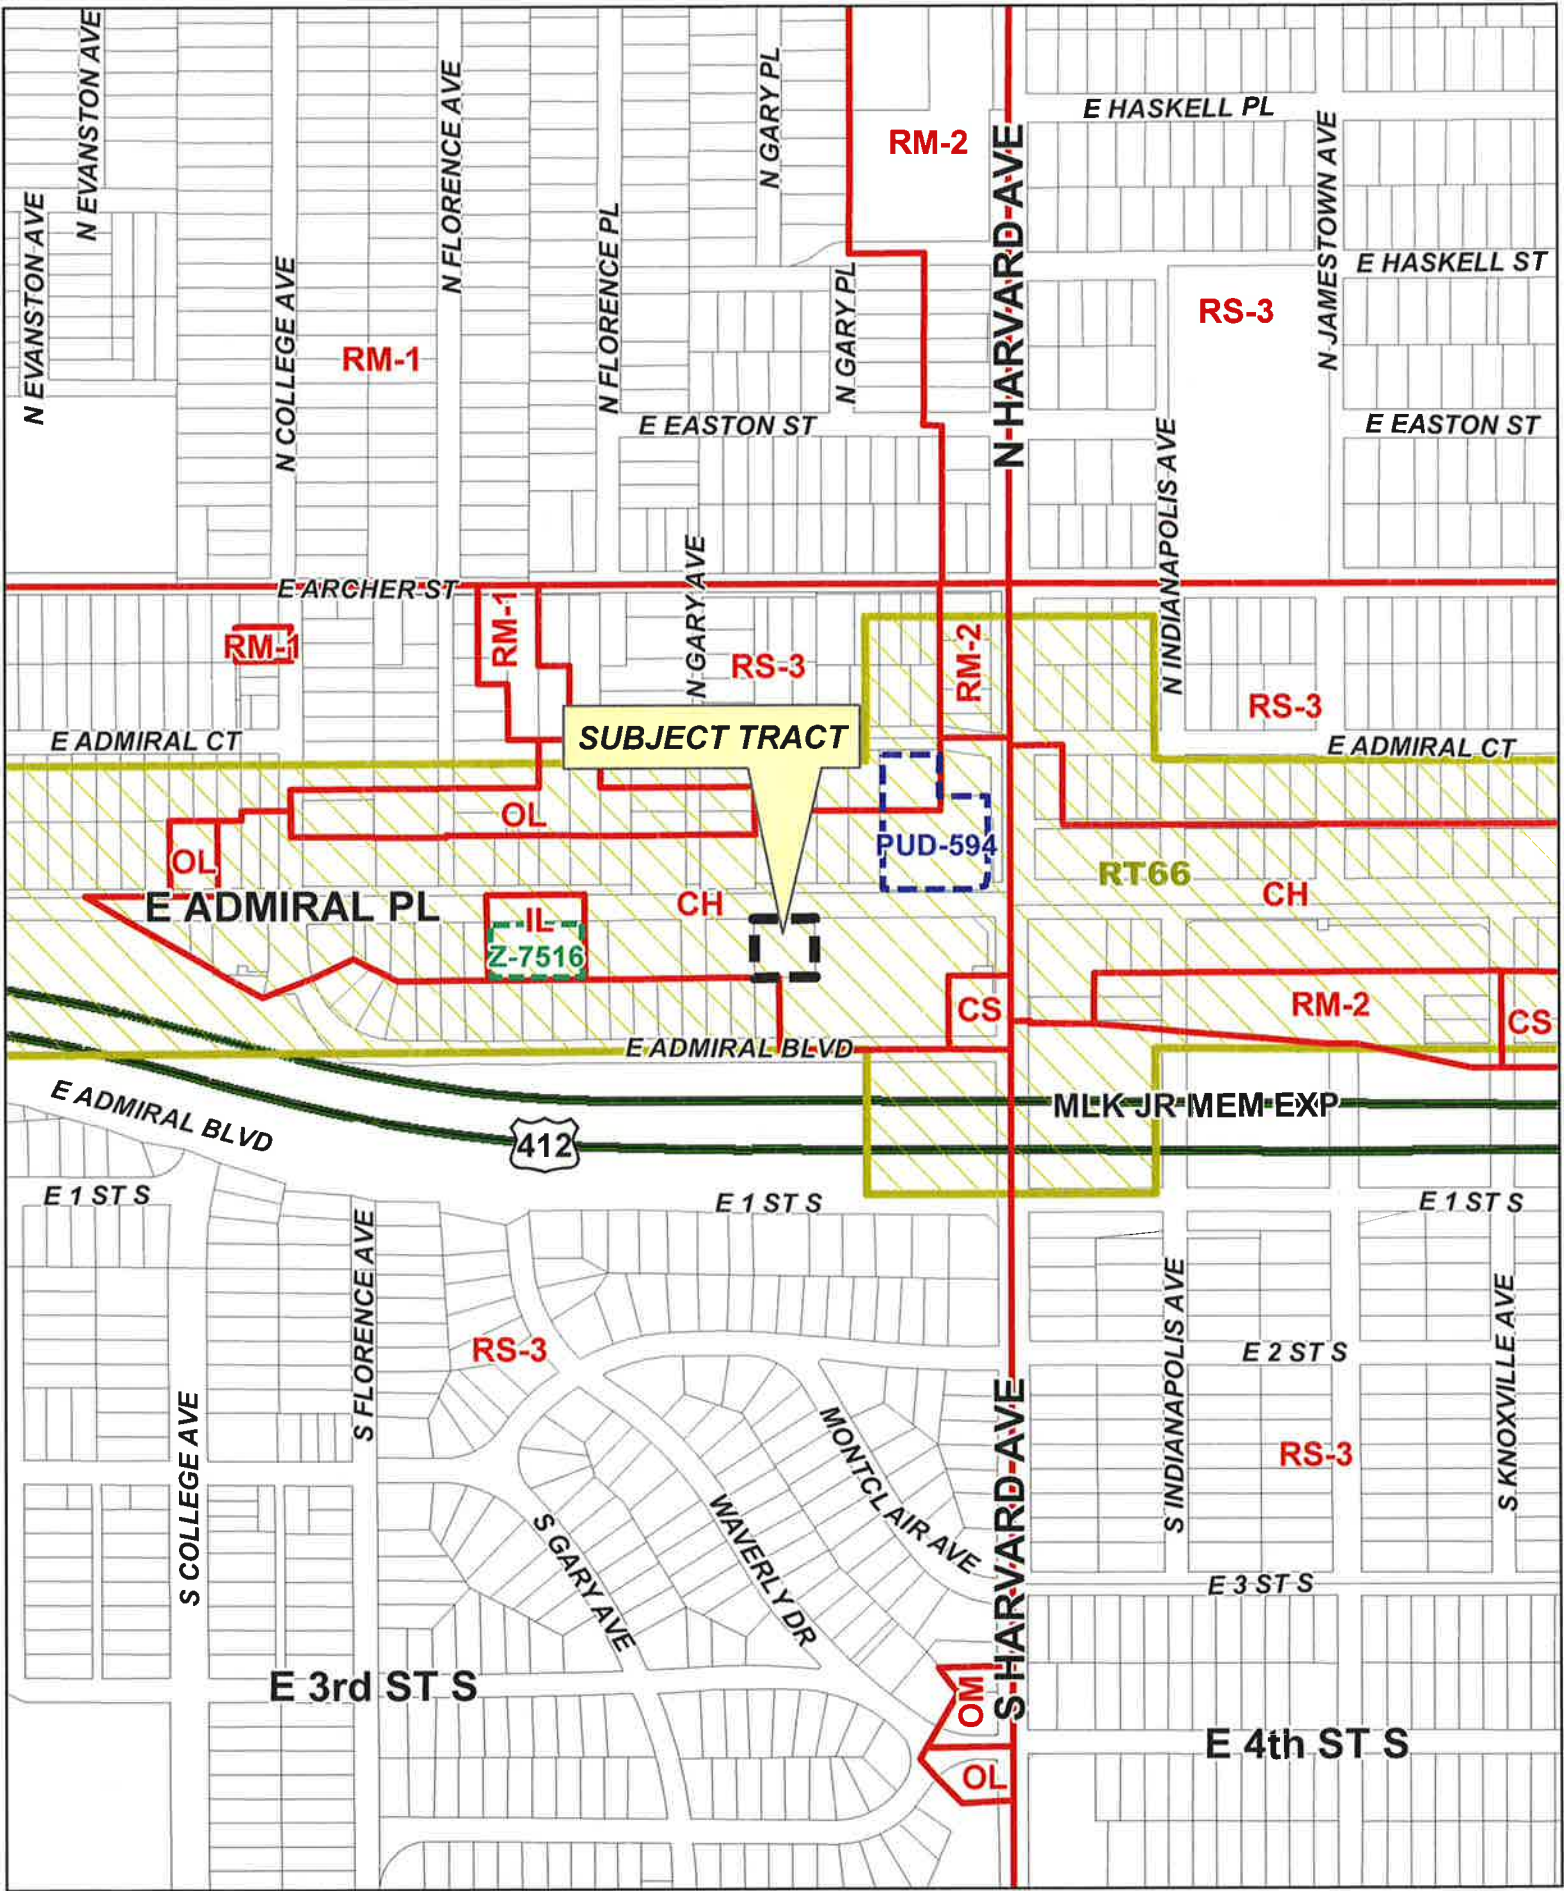 N EVANSTON AVE
N EVANSTON AVE
N COLLEGE AVE
N FLORENCE AVE
N FLORENCE PL
N GARY PL
N GARY PL
RM-2
N HARVARD AVE
E HASKELL PL
N JAMESTOWN AVE
E HASKELL ST
RS-3
RM-1
E EASTON ST
E EASTON ST
N INDIANAPOLIS AVE
E ARCHER ST
N GARY AVE
RM-1
RM-1
RS-3
RM-2
RS-3
E ADMIRAL CT
SUBJECT TRACT
E ADMIRAL CT
OL
OL
PUD-594
RT66
CH
E ADMIRAL PL
CH
IL
Z-7516
CS
RM-2
CS
E ADMIRAL BLVD
E ADMIRAL BLVD
MLK JR MEM EXP
412
E 1 ST S
E 1 ST S
E 1 ST S
S FLORENCE AVE
RS-3
S COLLEGE AVE
S GARY AVE
WAVERLY DR
MONTCLAIR AVE
S HARVARD AVE
S INDIANAPOLIS AVE
E 2 ST S
RS-3
S KNOXVILLE AVE
E 3 ST S
E 3rd ST S
OM
E 4th ST S
OL